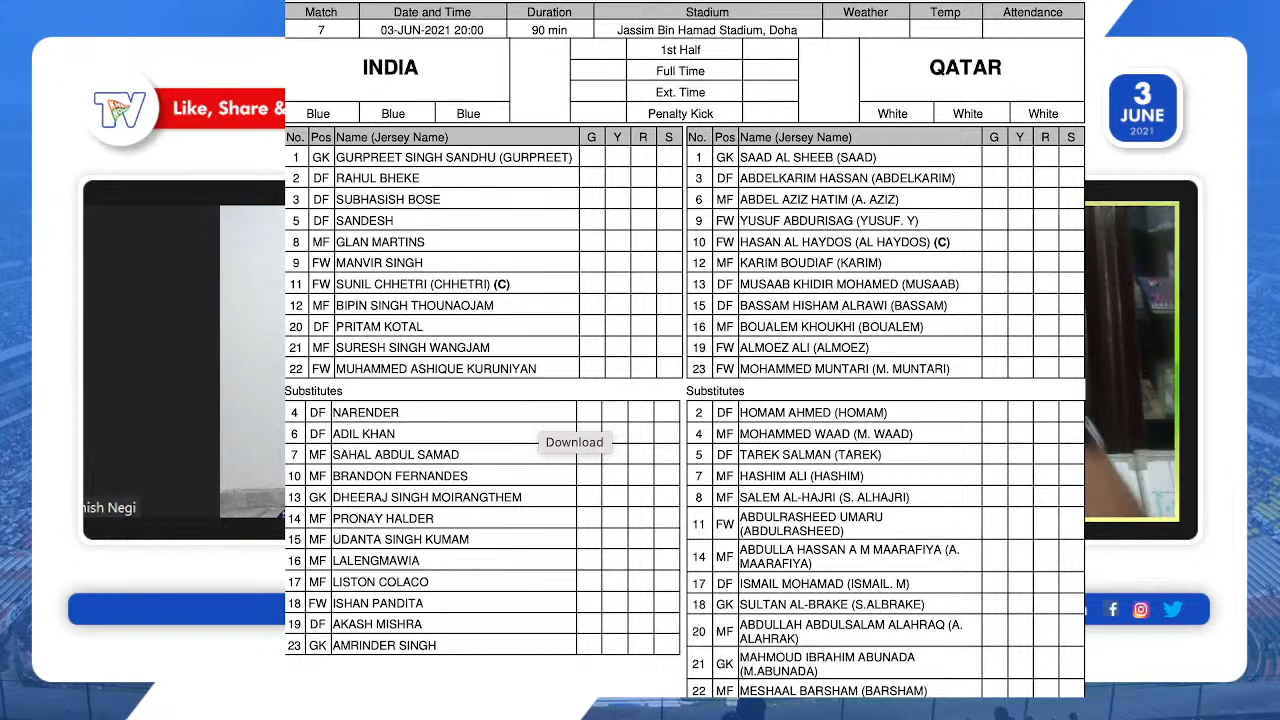 Match Date and Time Duration Stadium Weather Temp Attendance
7 03-JUN-2021 20:00 90 min Jassim Bin Hamad Stadium, Doha
INDIA
1st Half
Full Time
Ext. Time
Penalty Kick
QATAR
Blue Blue Blue
White White White
TV
Like, Share &
3
JUNE
2021
No. Pos Name (Jersey Name) G Y R S
1 GK GURPREET SINGH SANDHU (GURPREET)
2 DF RAHUL BHEKE
3 DF SUBHASISH BOSE
5 DF SANDESH
8 MF GLAN MARTINS
9 FW MANVIR SINGH
11 FW SUNIL CHHETRI (CHHETRI) (C)
12 MF BIPIN SINGH THOUNAOJAM
20 DF PRITAM KOTAL
21 MF SURESH SINGH WANGJAM
22 FW MUHAMMED ASHIQUE KURUNIYAN
Substitutes
4 DF NARENDER
6 DF ADIL KHAN
7 MF SAHAL ABDUL SAMAD
10 MF BRANDON FERNANDES
13 GK DHEERAJ SINGH MOIRANGTHEM
14 MF PRONAY HALDER
15 MF UDANTA SINGH KUMAM
16 MF LALENGMAWIA
17 MF LISTON COLACO
18 FW ISHAN PANDITA
19 DF AKASH MISHRA
23 GK AMRINDER SINGH
No. Pos Name (Jersey Name) G Y R S
1 GK SAAD AL SHEEB (SAAD)
3 DF ABDELKARIM HASSAN (ABDELKARIM)
6 MF ABDEL AZIZ HATIM (A. AZIZ)
9 FW YUSUF ABDURISAG (YUSUF. Y)
10 FW HASAN AL HAYDOS (AL HAYDOS) (C)
12 MF KARIM BOUDIAF (KARIM)
13 DF MUSAAB KHIDIR MOHAMED (MUSAAB)
15 DF BASSAM HISHAM ALRAWI (BASSAM)
16 MF BOUALEM KHOUKHI (BOUALEM)
19 FW ALMOEZ ALI (ALMOEZ)
23 FW MOHAMMED MUNTARI (M. MUNTARI)
Substitutes
2 DF HOMAM AHMED (HOMAM)
4 MF MOHAMMED WAAD (M. WAAD)
5 DF TAREK SALMAN (TAREK)
7 MF HASHIM ALI (HASHIM)
8 MF SALEM AL-HAJRI (S. ALHAJRI)
11 FW ABDULRASHEED UMARU
(ABDULRASHEED)
14 MF ABDULLA HASSAN A M MAARAFIYA (A.
MAARAFIYA)
17 DF ISMAIL MOHAMAD (ISMAIL. M)
18 GK SULTAN AL-BRAKE (S.ALBRAKE)
20 MF ABDULLAH ABDULSALAM ALAHRAQ (A.
ALAHRAK)
21 GK MAHMOUD IBRAHIM ABUNADA
(M.ABUNADA)
22 MF MESHAAL BARSHAM (BARSHAM)
Download
ish Negi